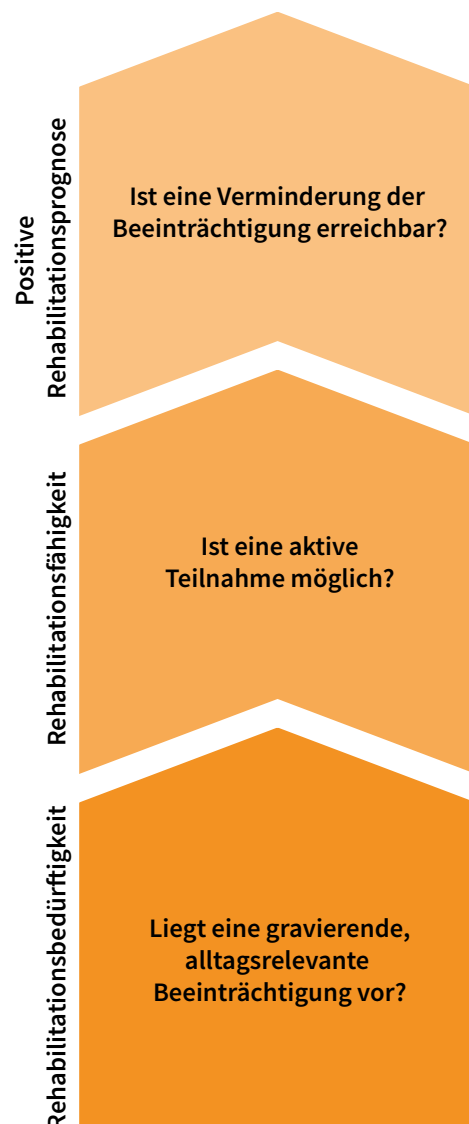 Positive
Rehabilitationsprognose
Ist eine Verminderung der
Beeinträchtigung erreichbar?
Rehabilitationsfähigkeit
Ist eine aktive
Teilnahme möglich?
Rehabilitationsbedürftigkeit
Liegt eine gravierende,
alltagsrelevante
Beeinträchtigung vor?